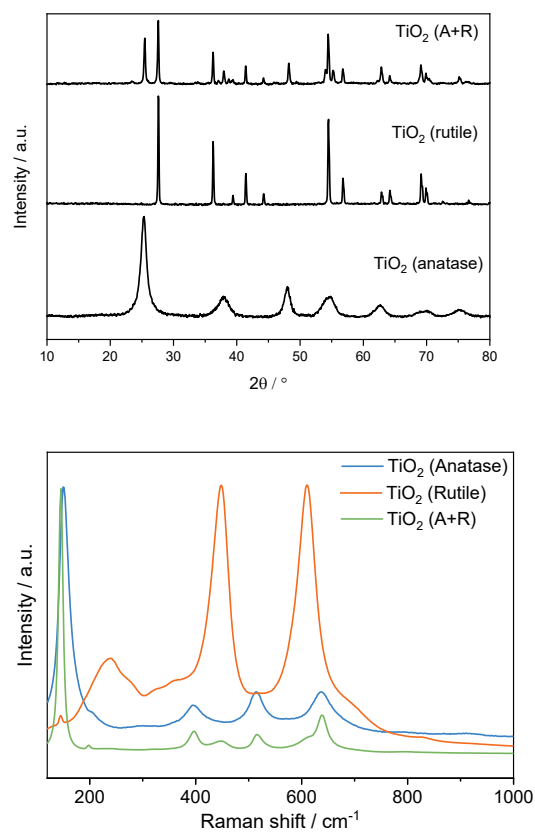 TiO2 (A+R)
TiO2 (rutile)
TiO2 (anatase)
Intensity / a.u.
10 20 30 40 50 60 70 80
2θ / °
TiO2 (Anatase)
TiO2 (Rutile)
TiO2 (A+R)
Intensity / a.u.
200 400 600 800 1000
Raman shift / cm-1